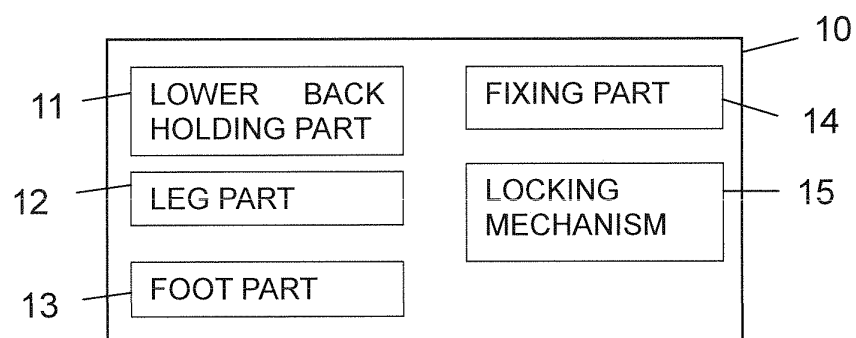 10
11
LOWER BACK
HOLDING PART
FIXING PART
14
12
LEG PART
LOCKING
MECHANISM
15
13
FOOT PART